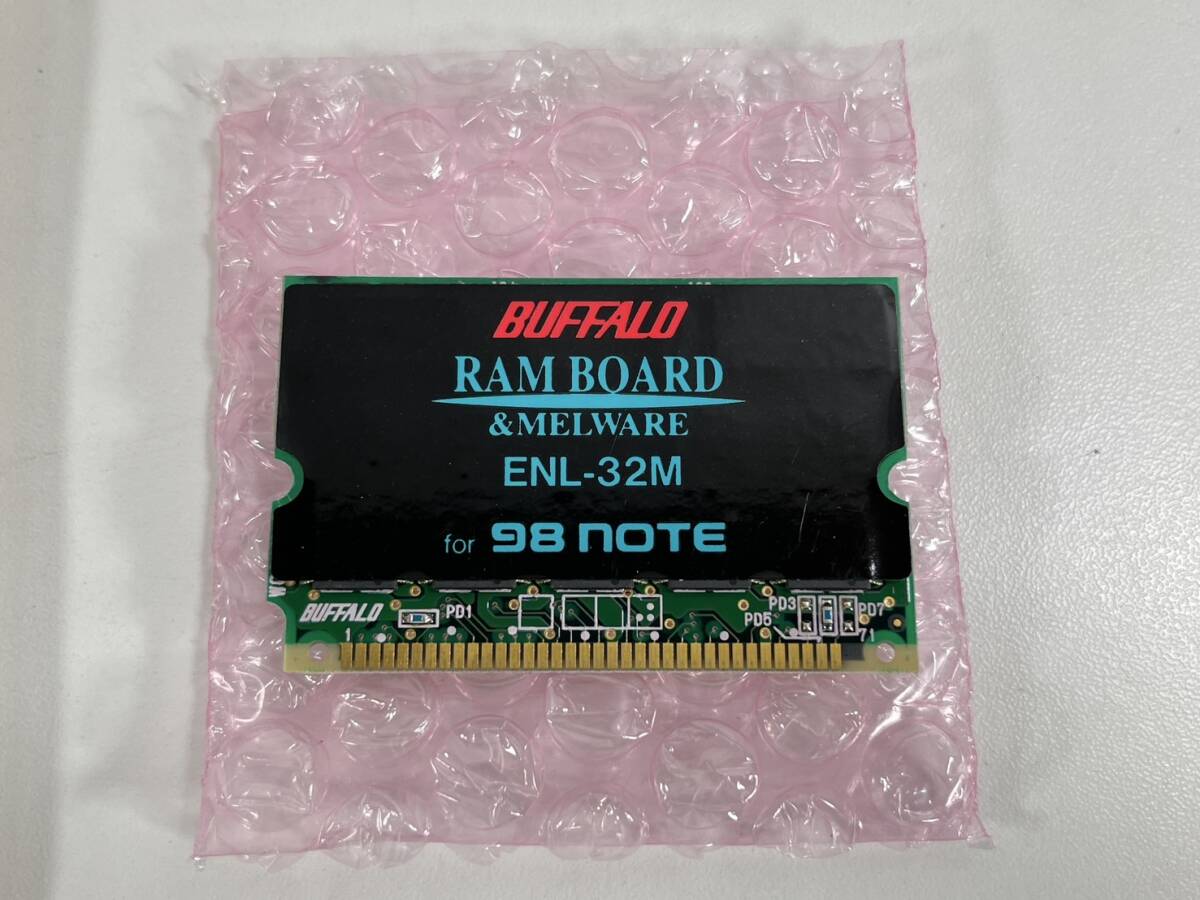 BUFFALO
RAM BOARD
&MELWARE
ENL-32M
for 98 NOTE
BUFFALO
PD1
PD3
PD7
PD5
1
71